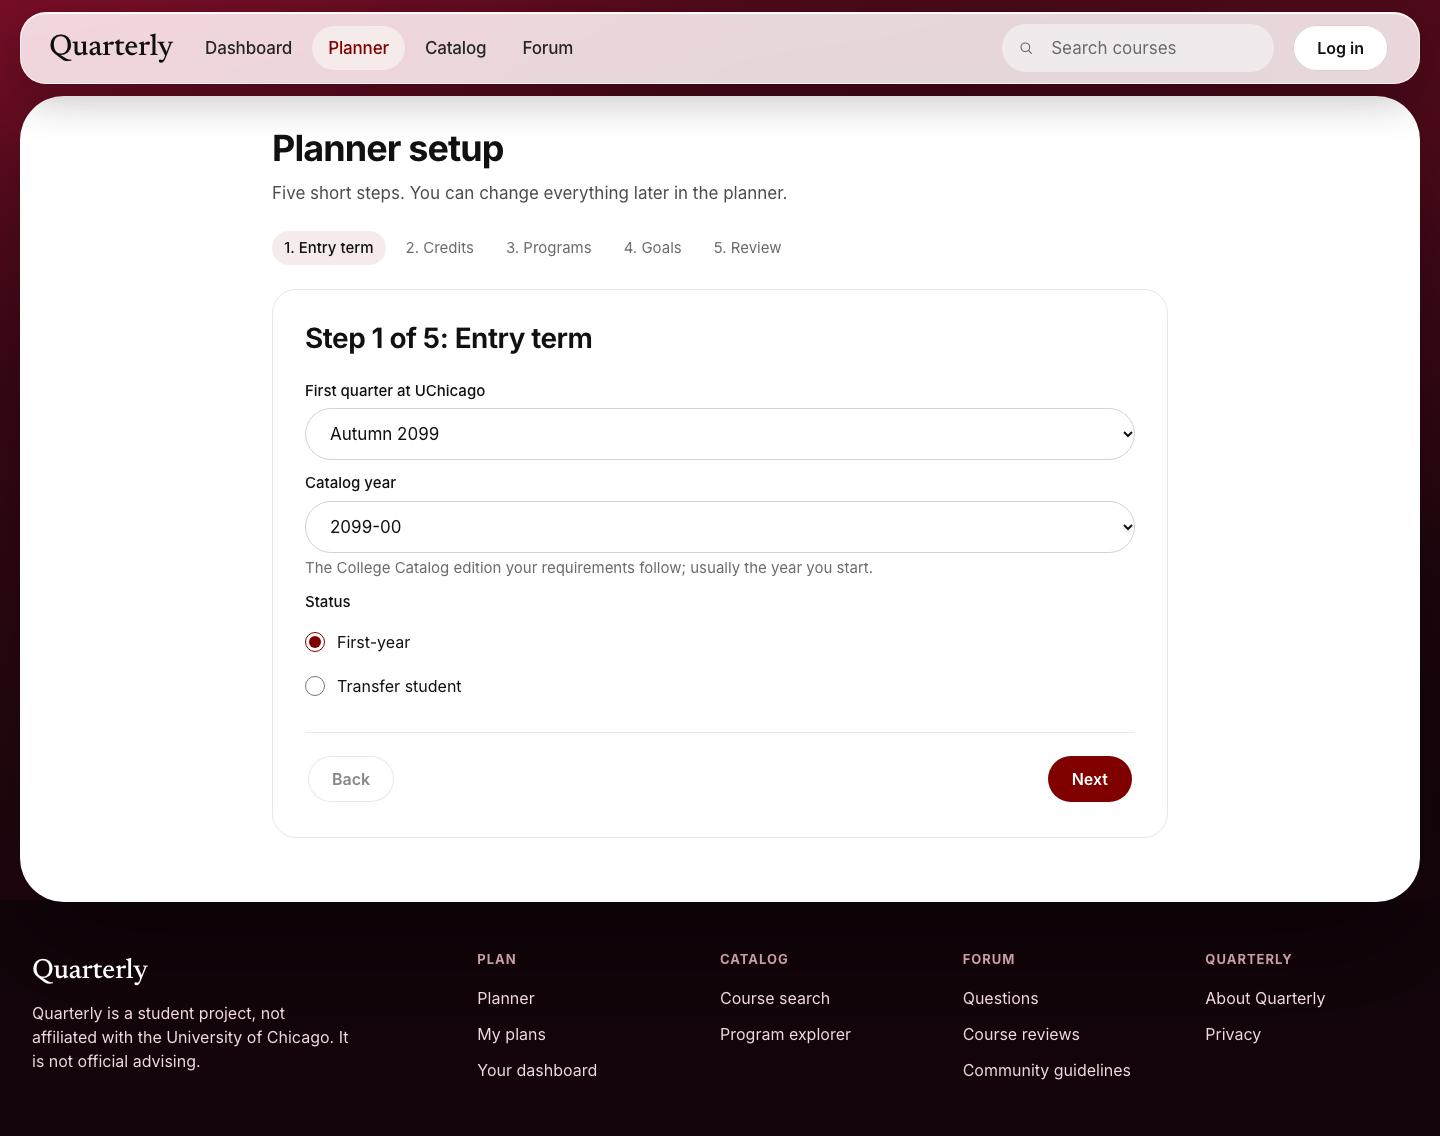 Quarterly
Dashboard
Planner
Catalog
Forum
Search courses
Log in
Planner setup
Five short steps. You can change everything later in the planner.
1. Entry term
2. Credits
3. Programs
4. Goals
5. Review
Step 1 of 5: Entry term
First quarter at UChicago
Autumn 2099
Catalog year
2099-00
The College Catalog edition your requirements follow; usually the year you start.
Status
First-year
Transfer student
Back
Next
Quarterly
Quarterly is a student project, not
affiliated with the University of Chicago. It
is not official advising.
PLAN
Planner
My plans
Your dashboard
CATALOG
Course search
Program explorer
FORUM
Questions
Course reviews
Community guidelines
QUARTERLY
About Quarterly
Privacy